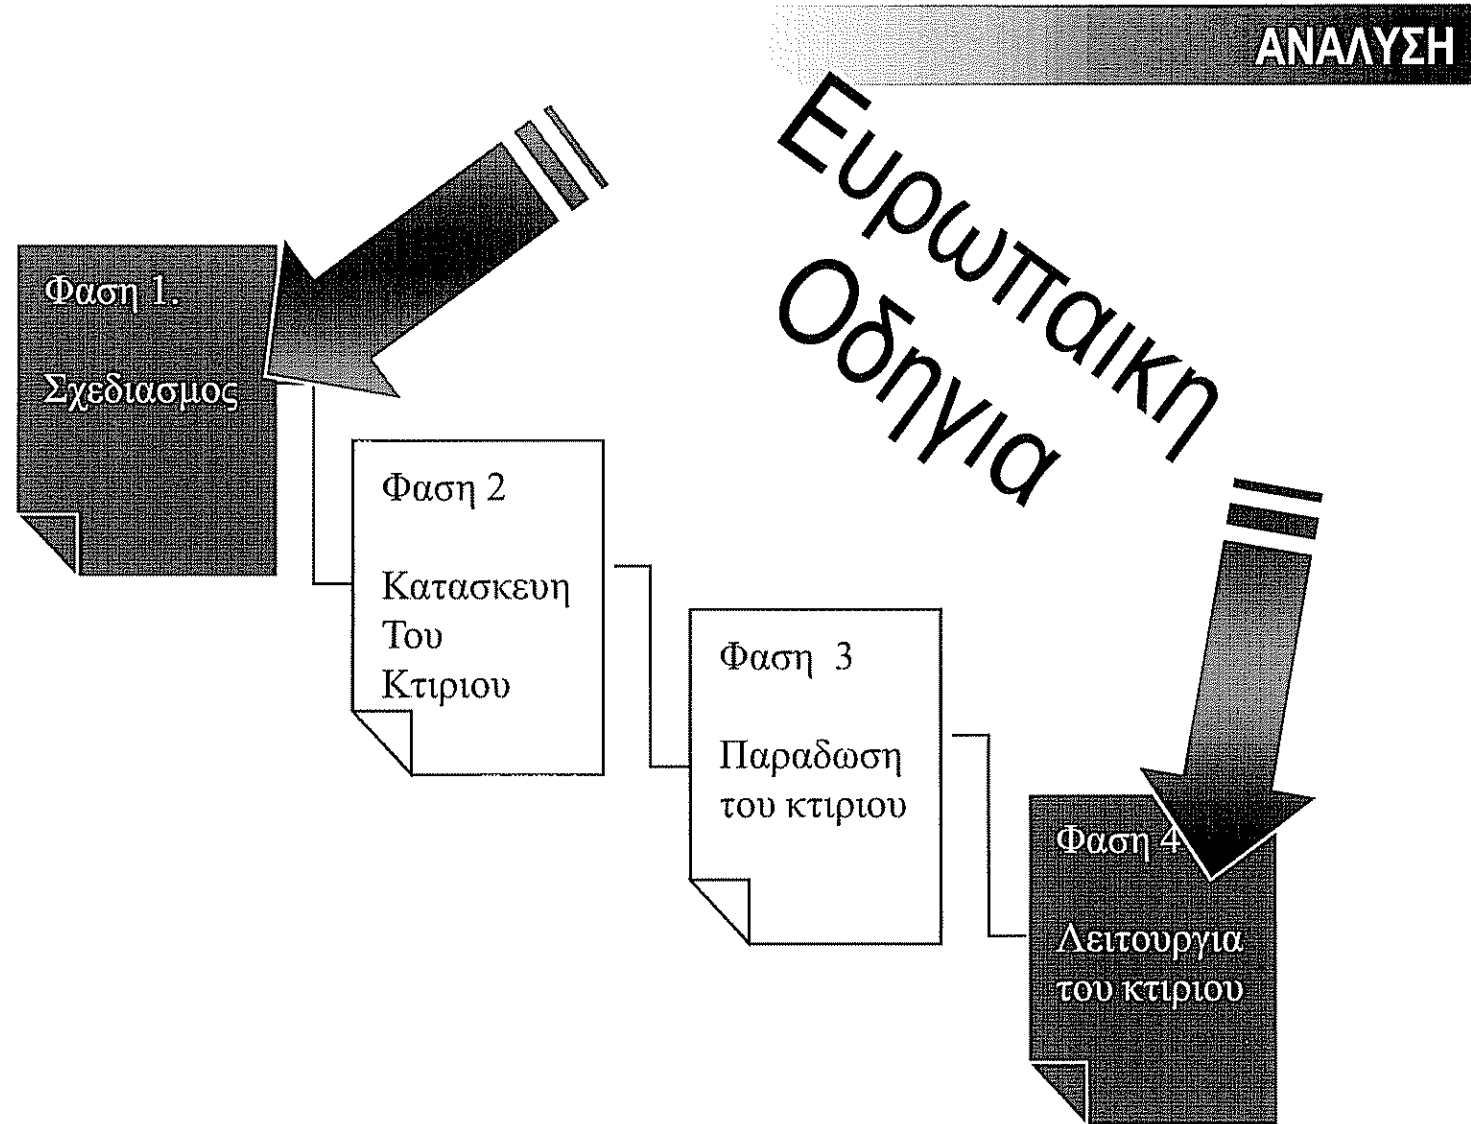 ΑΝΑΛΥΣΗ
Ευρωπαικη
Οδηγια
Φαση 1.
Σχεδιασμος
Φαση 2
Κατασκευη
Του
Κτιριου
Φαση 3
Παραδωση
του κτιριου
Φαση 4
Λειτουργια
του κτιριου